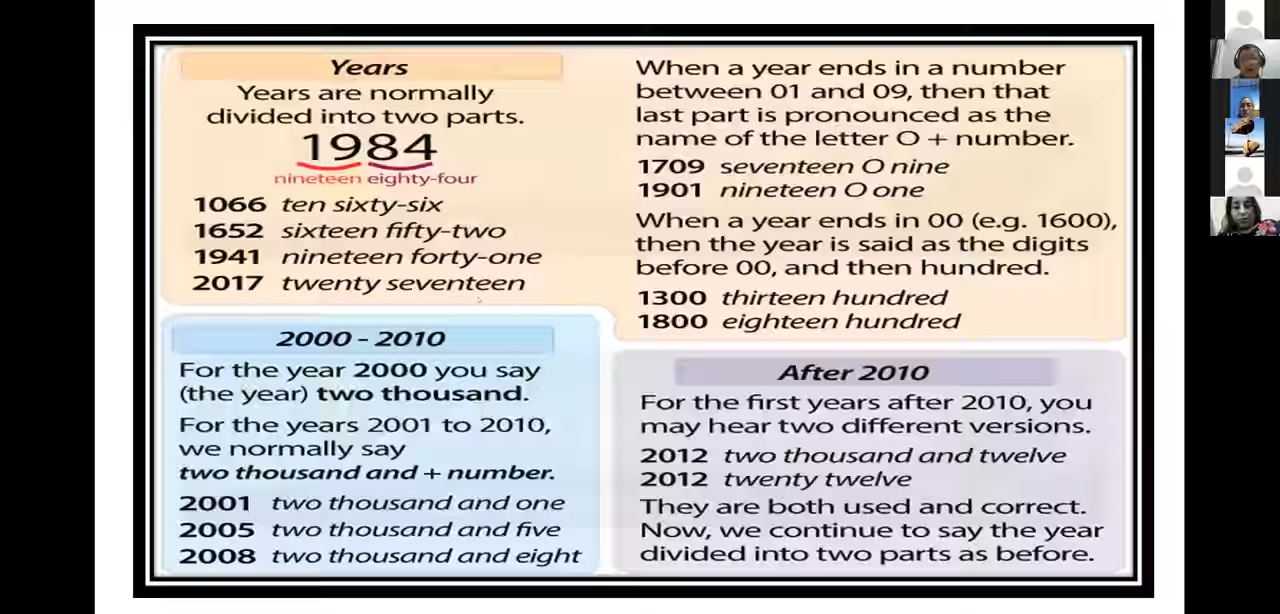 Years
Years are normally
divided into two parts.
1984
nineteen eighty-four
1066 ten sixty-six
1652 sixteen fifty-two
1941 nineteen forty-one
2017 twenty seventeen
When a year ends in a number
between 01 and 09, then that
last part is pronounced as the
name of the letter O + number.
1709 seventeen O nine
1901 nineteen O one
When a year ends in 00 (e.g. 1600),
then the year is said as the digits
before 00, and then hundred.
1300 thirteen hundred
1800 eighteen hundred
2000 - 2010
For the year 2000 you say
(the year) two thousand.
For the years 2001 to 2010,
we normally say
two thousand and + number.
2001 two thousand and one
2005 two thousand and five
2008 two thousand and eight
After 2010
For the first years after 2010, you
may hear two different versions.
2012 two thousand and twelve
2012 twenty twelve
They are both used and correct.
Now, we continue to say the year
divided into two parts as before.